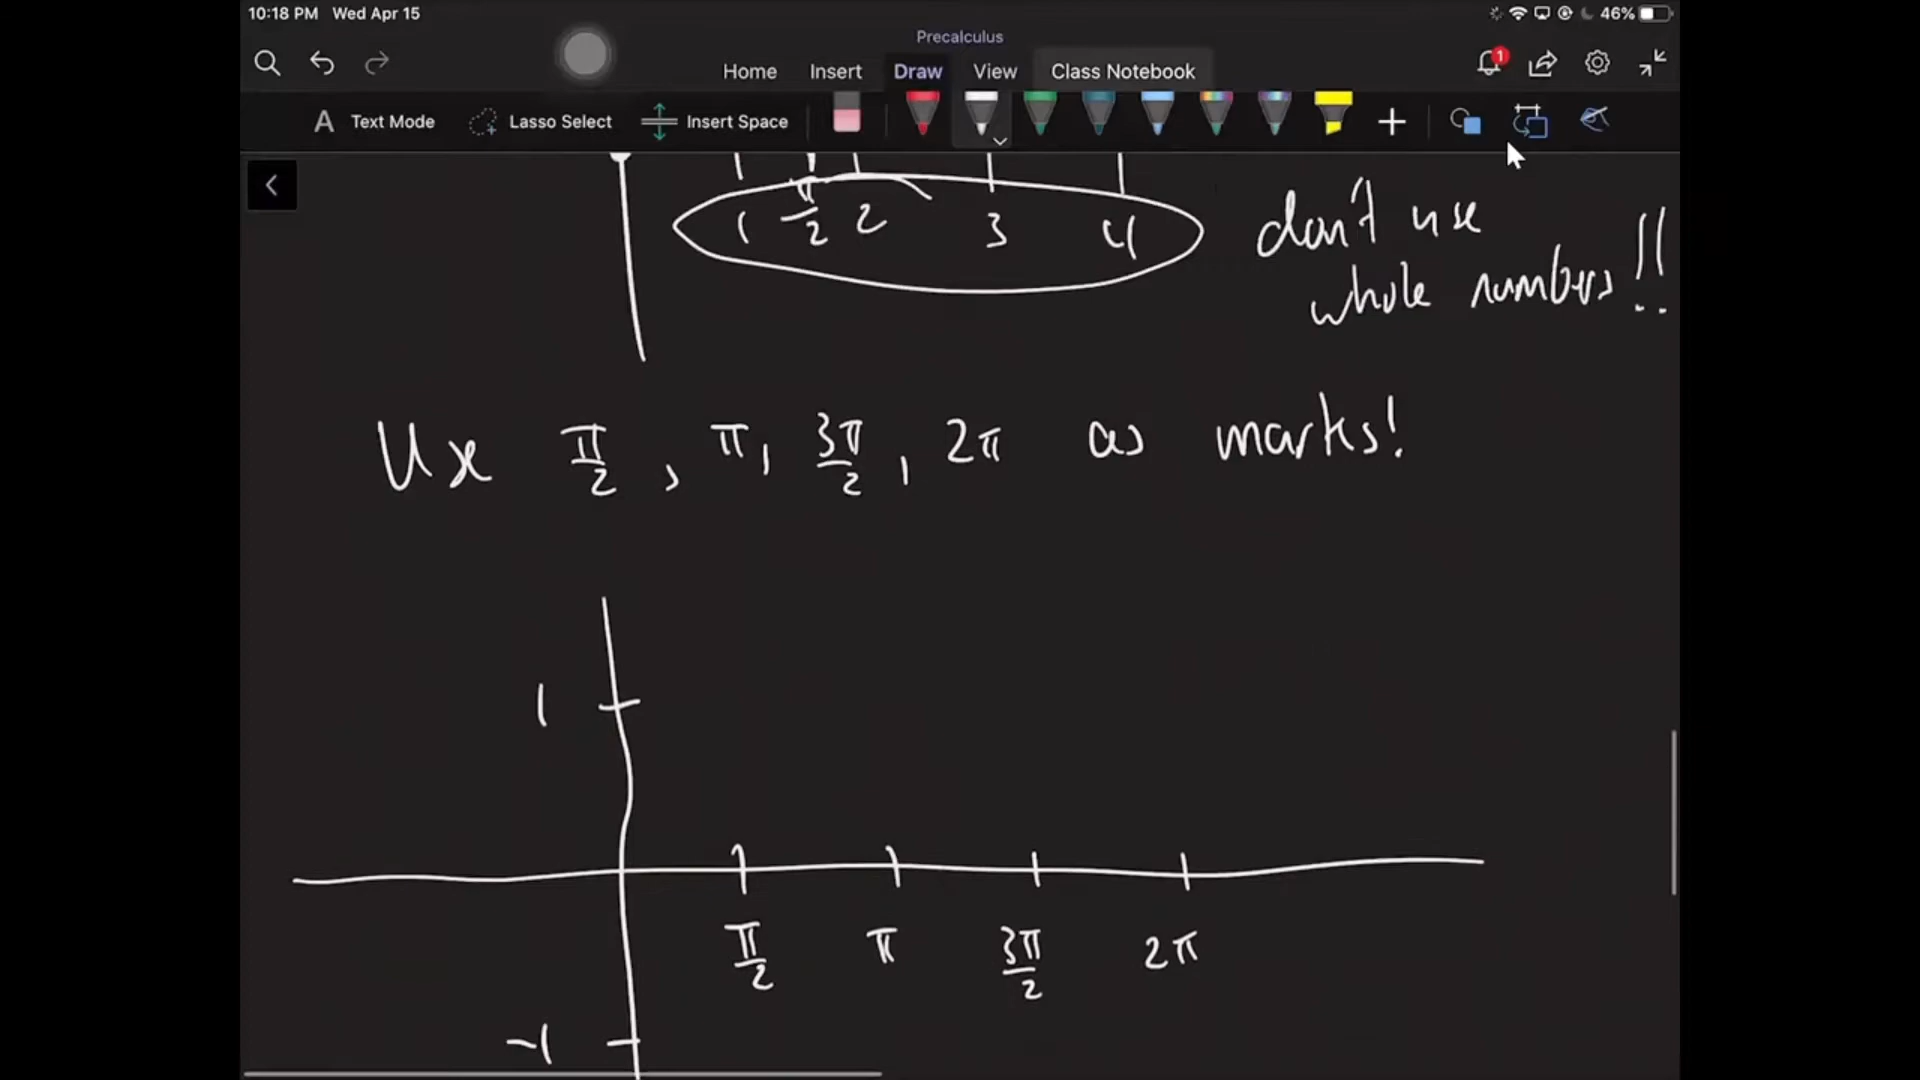 10:18 PM Wed Apr 15
46%
Precalculus
1
Home Insert Draw View Class Notebook
A Text Mode Lasso Select Insert Space
1 π/2 2 3 4
don't use
whole numbers!!
Use π/2, π, 3π/2, 2π as marks!
1
π/2 π 3π/2 2π
-1